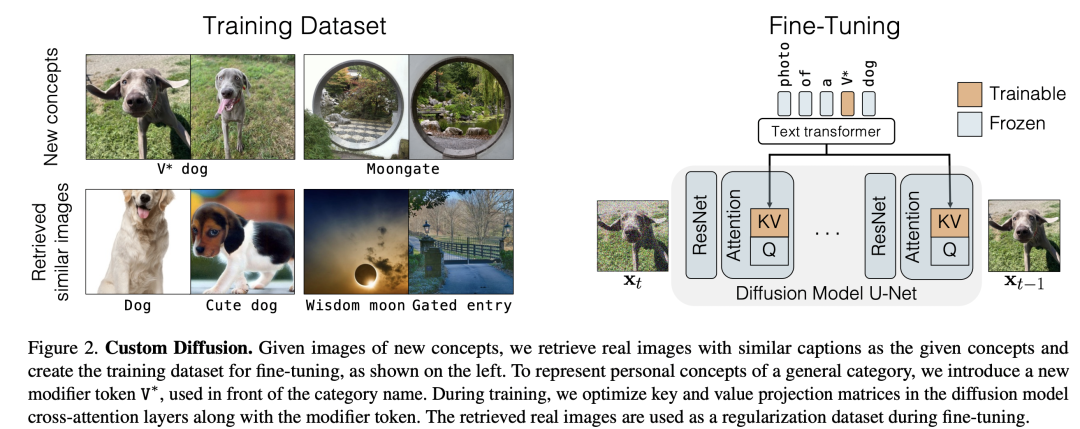 Training Dataset
New concepts
V* dog
Moongate
Retrieved
similar images
Dog
Cute dog
Wisdom moon
Gated entry
Fine-Tuning
photo
of
a
V*
dog
Trainable
Frozen
Text transformer
ResNet
Attention
KV
Q
. . .
ResNet
Attention
KV
Q
Diffusion Model U-Net
xt
xt−1
Figure 2. Custom Diffusion. Given images of new concepts, we retrieve real images with similar captions as the given concepts and
create the training dataset for fine-tuning, as shown on the left. To represent personal concepts of a general category, we introduce a new
modifier token V*, used in front of the category name. During training, we optimize key and value projection matrices in the diffusion model
cross-attention layers along with the modifier token. The retrieved real images are used as a regularization dataset during fine-tuning.